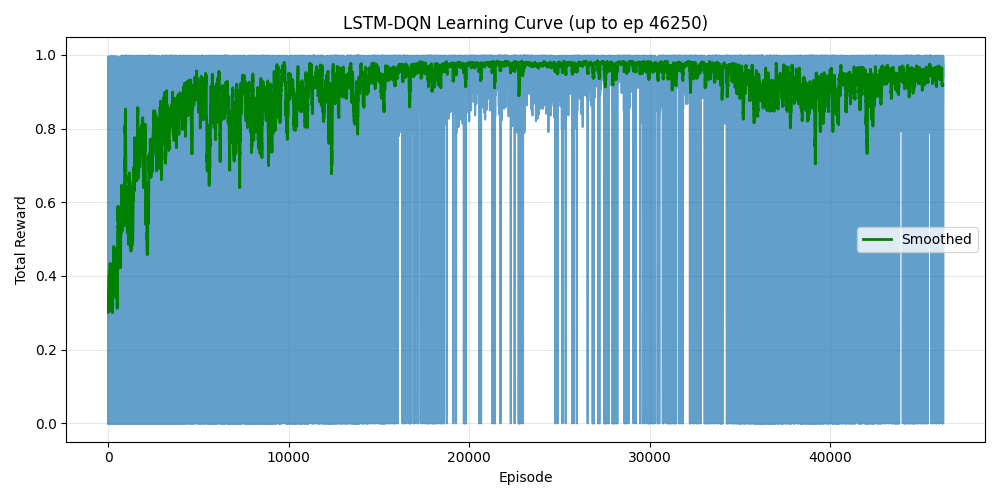 LSTM-DQN Learning Curve (up to ep 46250)
1.0
0.8
0.6
0.4
0.2
0.0
Total Reward
Smoothed
0 10000 20000 30000 40000
Episode